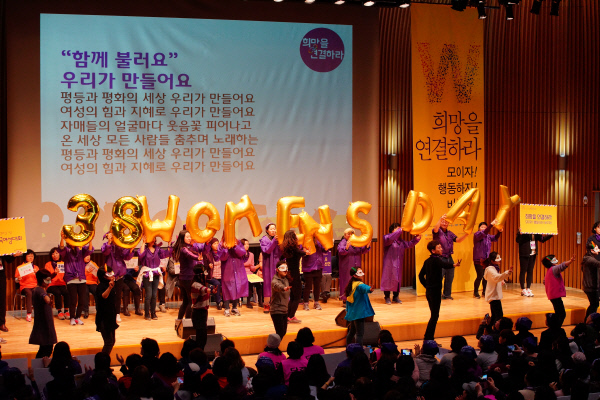 희망을
연결하라
“함께 불러요”
우리가 만들어요
평등과 평화의 세상 우리가 만들어요
여성의 힘과 지혜로 우리가 만들어요
자매들의 얼굴마다 웃음꽃 피어나고
온 세상 모든 사람들 춤추며 노래하는
평등과 평화의 세상 우리가 만들어요
여성의 힘과 지혜로 우리가 만들어요
W
희망을
연결하라
모이자!
행동하자!
38 WOMEN'S DAY